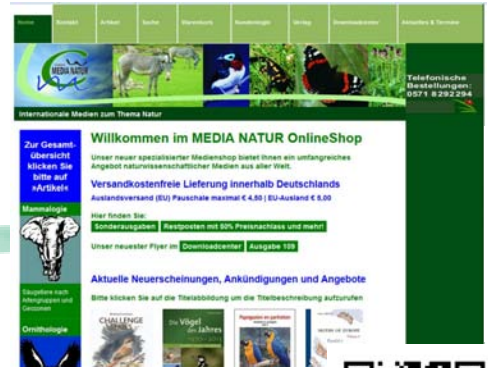 Home Kontakt Artikel Suche Warenkorb Kundenlogin Verlag Downloadcenter Aktuelles & Termine
MEDIA NATUR
Telefonische
Bestellungen:
0571 8292294
Internationale Medien zum Thema Natur
Zur Gesamt-
übersicht
klicken Sie
bitte auf
»Artikel«
Willkommen im MEDIA NATUR OnlineShop
Unser neuer spezialisierter Medienshop bietet Ihnen ein umfangreiches
Angebot naturwissenschaftlicher Medien aus aller Welt.
Versandkostenfreie Lieferung innerhalb Deutschlands
Auslandsversand (EU) Pauschale maximal € 4,50 | EU-Ausland € 5,00
Hier finden Sie:
Sonderausgaben Restposten mit 50% Preisnachlass und mehr!
Unser neuester Flyer im Downloadcenter Ausgabe 109
Mammalogie
Säugetiere nach
Artengruppen und
Genomen
Ornithologie
Aktuelle Neuerscheinungen, Ankündigungen und Angebote
Bitte klicken Sie auf die Titelabbildung um die Titelbeschreibung aufzurufen
CHALLENGE
Die Vögel
des Jahres